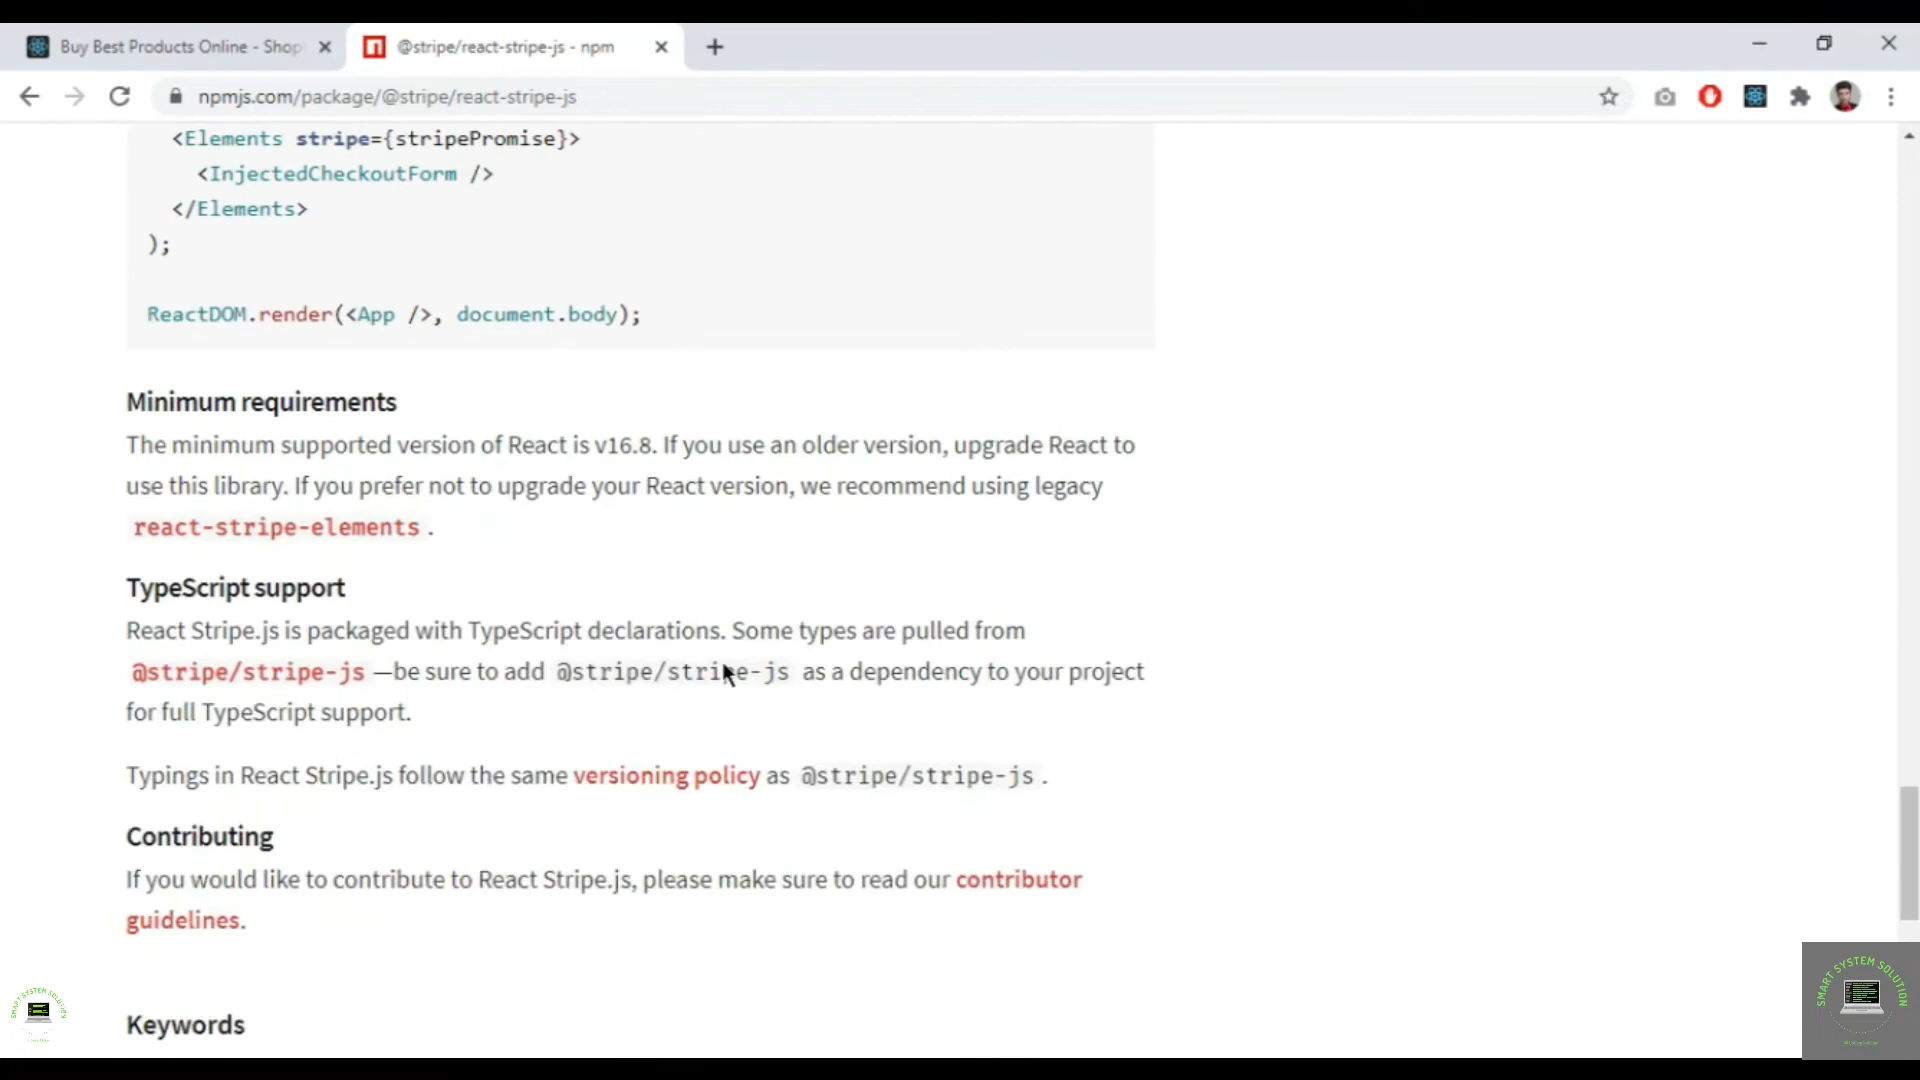 Buy Best Products Online - Shop
@stripe/react-stripe-js - npm
npmjs.com/package/@stripe/react-stripe-js
<Elements stripe={stripePromise}>
<InjectedCheckoutForm />
</Elements>
);
ReactDOM.render(<App />, document.body);
Minimum requirements
The minimum supported version of React is v16.8. If you use an older version, upgrade React to
use this library. If you prefer not to upgrade your React version, we recommend using legacy
react-stripe-elements .
TypeScript support
React Stripe.js is packaged with TypeScript declarations. Some types are pulled from
@stripe/stripe-js —be sure to add @stripe/stripe-js as a dependency to your project
for full TypeScript support.
Typings in React Stripe.js follow the same versioning policy as @stripe/stripe-js .
Contributing
If you would like to contribute to React Stripe.js, please make sure to read our contributor
guidelines.
Keywords
SMART SYSTEM SOLUTION
SMART SYSTEM SOLUTION